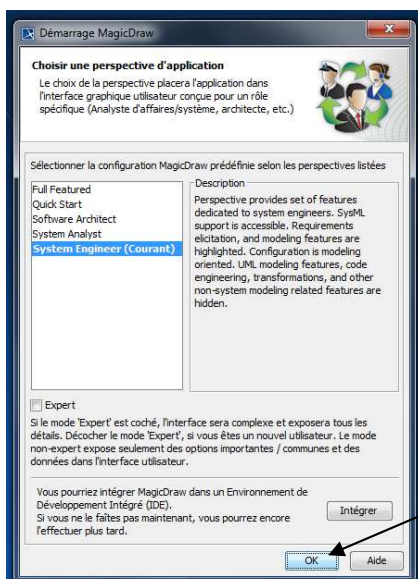 Démarrage MagicDraw
Choisir une perspective d'application
Le choix de la perspective placera l'application dans
l'interface graphique utilisateur conçue pour un rôle
spécifique (Analyste d'affaires/système, architecte, etc.)
Sélectionner la configuration MagicDraw prédéfinie selon les perspectives listées
Full Featured
Quick Start
Software Architect
System Analyst
System Engineer (Courant)
Description
Perspective provides set of features
dedicated to system engineers. SysML
support is accessible. Requirements
elicitation, and modeling features are
highlighted. Configuration is modeling
oriented. UML modeling features, code
engineering, transformations, and other
non-system modeling related features are
hidden.
Expert
Si le mode 'Expert' est coché, l'interface sera complexe et exposera tous les
détails. Décocher le mode 'Expert', si vous êtes un nouvel utilisateur. Le mode
non-expert expose seulement des options importantes / communes et des
données dans l'interface utilisateur.
Vous pourriez intégrer MagicDraw dans un Environnement de
Développement Intégré (IDE).
Si vous ne le faîtes pas maintenant, vous pourrez encore
l'effectuer plus tard.
Intégrer
OK
Aide